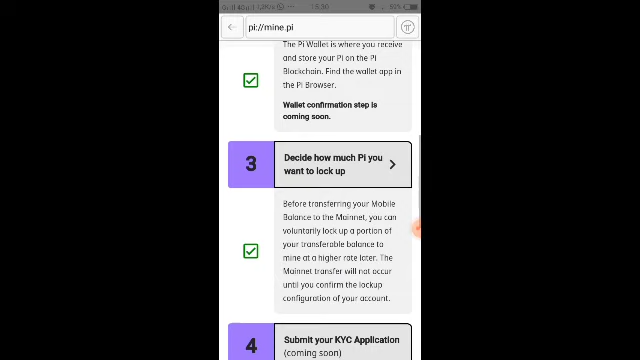 15:30
55%
pi://mine.pi
The Pi Wallet is where you receive
and store your Pi on the Pi
Blockchain. Find the wallet app in
the Pi Browser.
Wallet confirmation step is
coming soon.
3
Decide how much Pi you
want to lock up
Before transferring your Mobile
Balance to the Mainnet, you can
voluntarily lock up a portion of
your transferable balance to
mine at a higher rate later. The
Mainnet transfer will not occur
until you confirm the lockup
configuration of your account.
4
Submit your KYC Application
(coming soon)